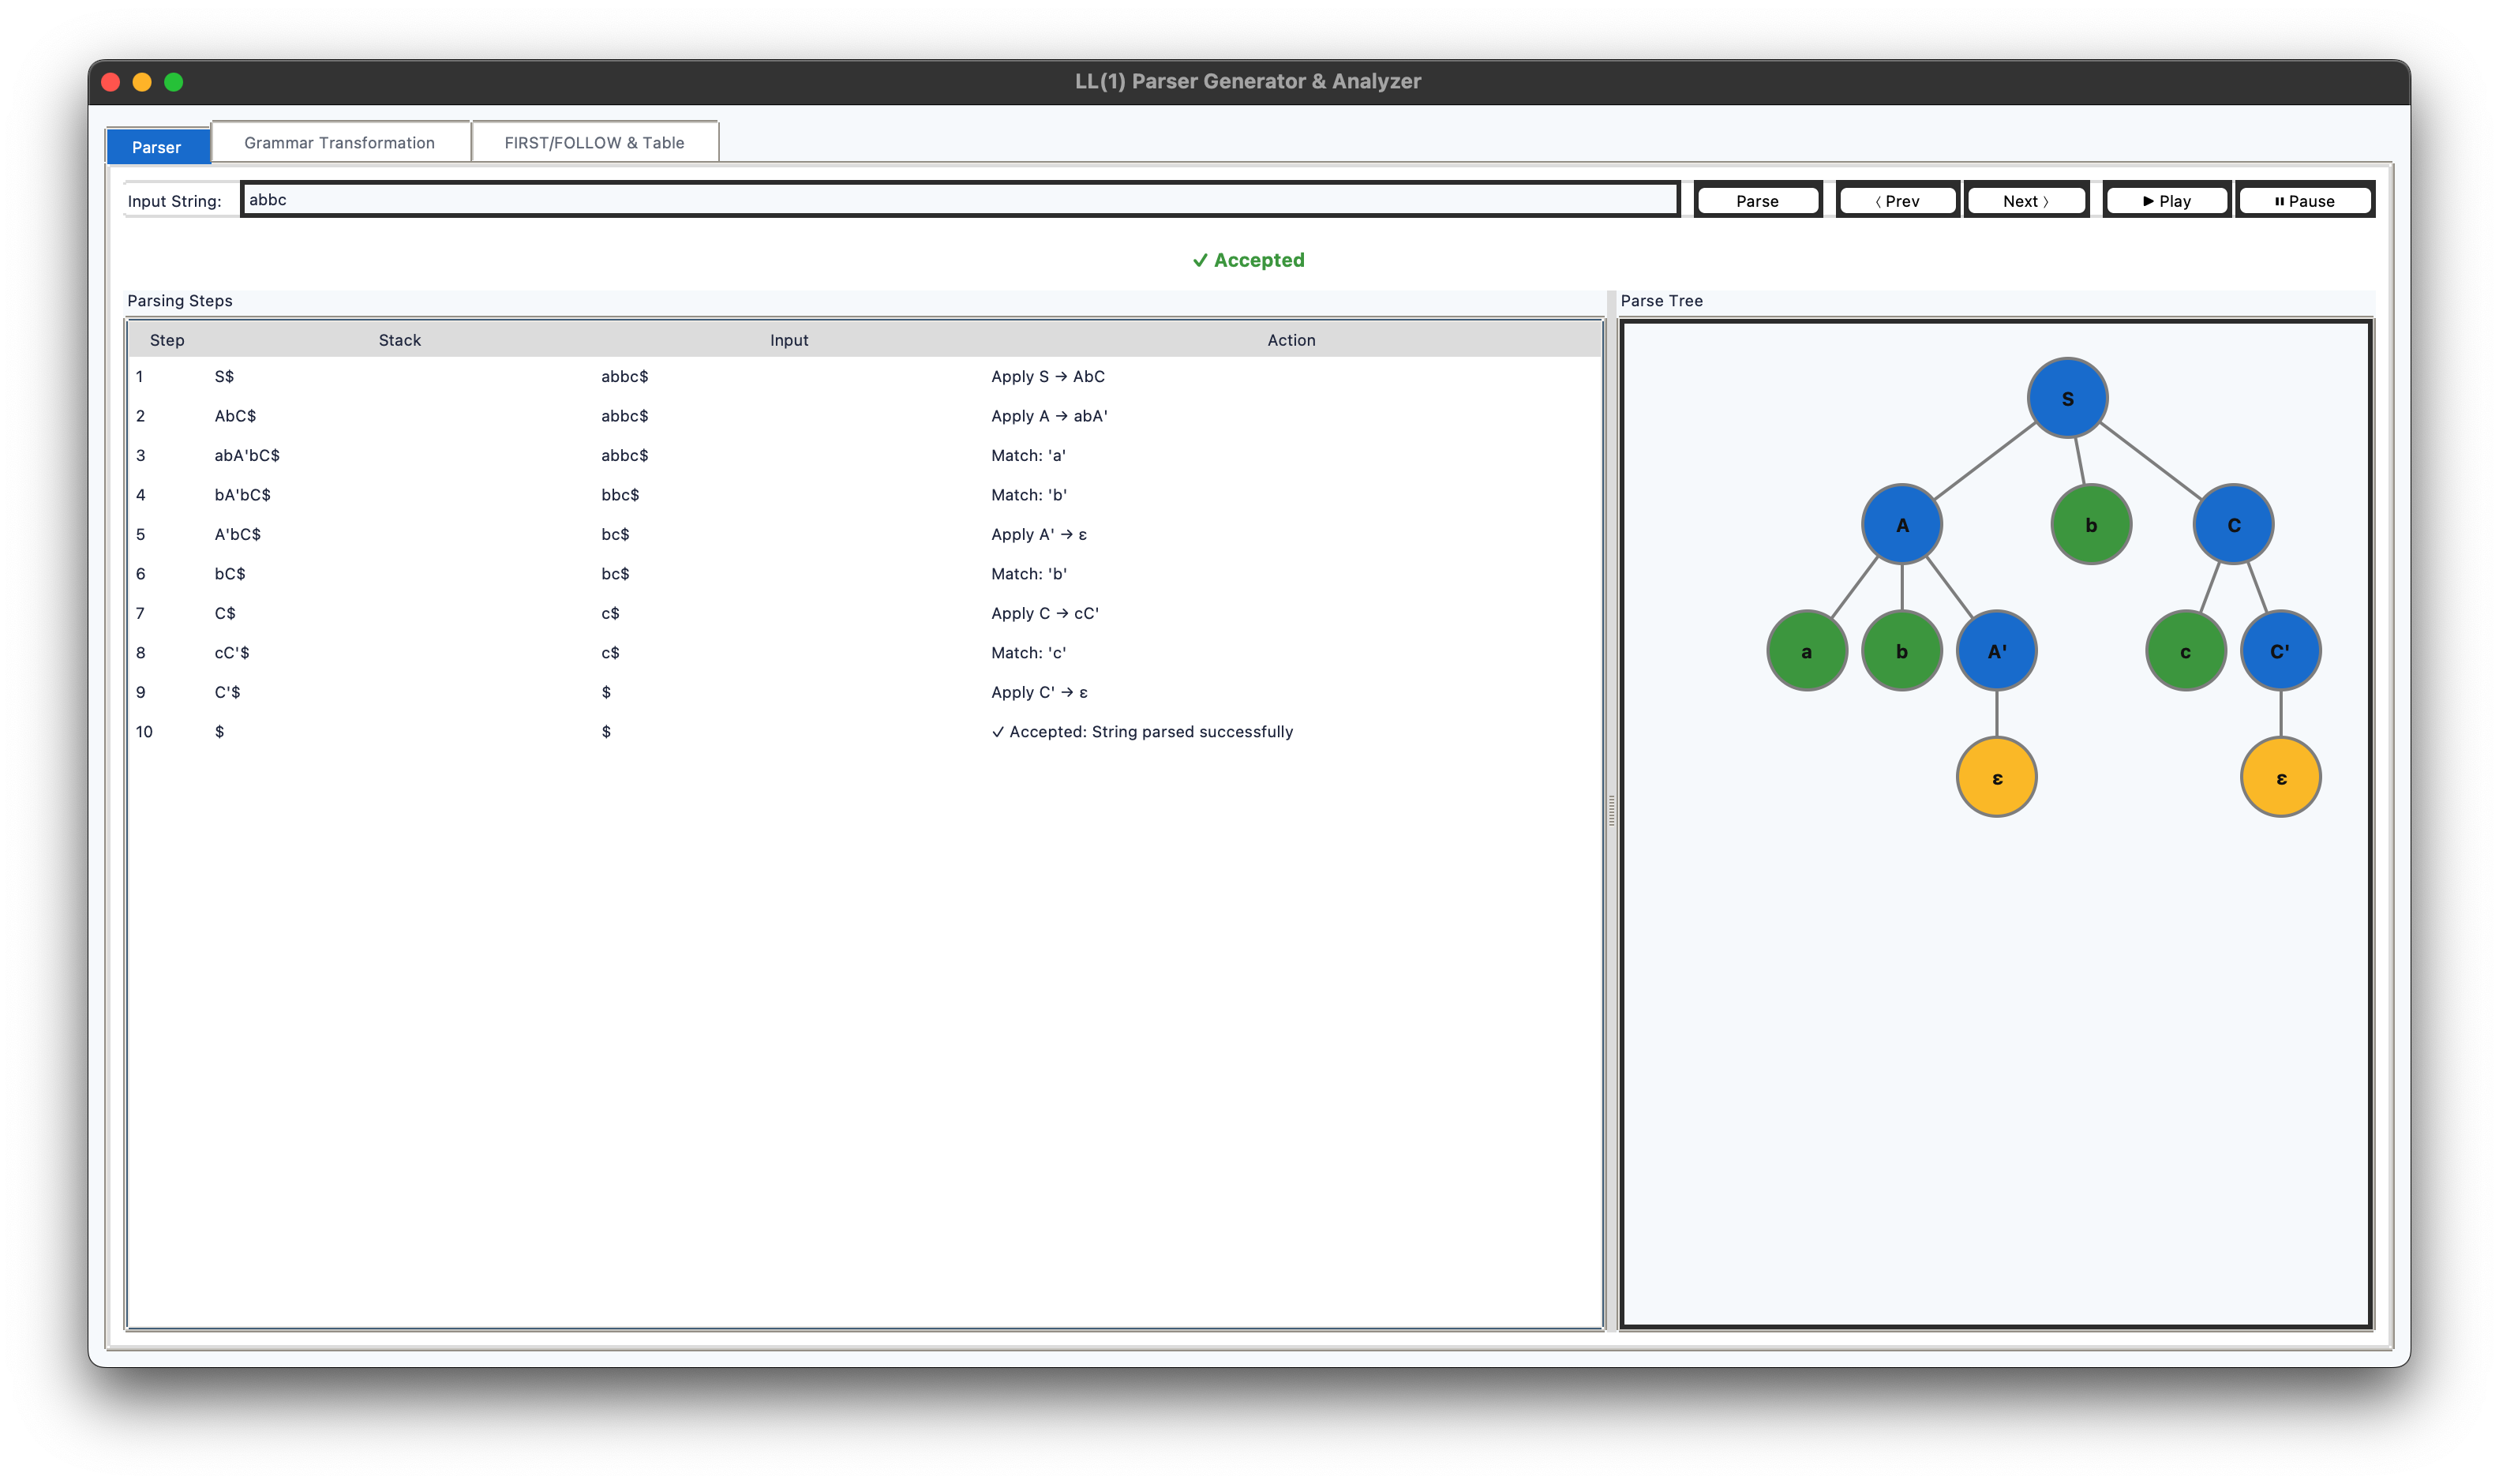 LL(1) Parser Generator & Analyzer
Parser Grammar Transformation FIRST/FOLLOW & Table
Input String: abbc Parse ⟨ Prev Next ⟩ ▶ Play ⏸ Pause
✓ Accepted
Parsing Steps
Step Stack Input Action
1 S$ abbc$ Apply S → AbC
2 AbC$ abbc$ Apply A → abA'
3 abA'bC$ abbc$ Match: 'a'
4 bA'bC$ bbc$ Match: 'b'
5 A'bC$ bc$ Apply A' → ε
6 bC$ bc$ Match: 'b'
7 C$ c$ Apply C → cC'
8 cC'$ c$ Match: 'c'
9 C'$ $ Apply C' → ε
10 $ $ ✓ Accepted: String parsed successfully
Parse Tree
S
A b C
a b A' c C'
ε ε